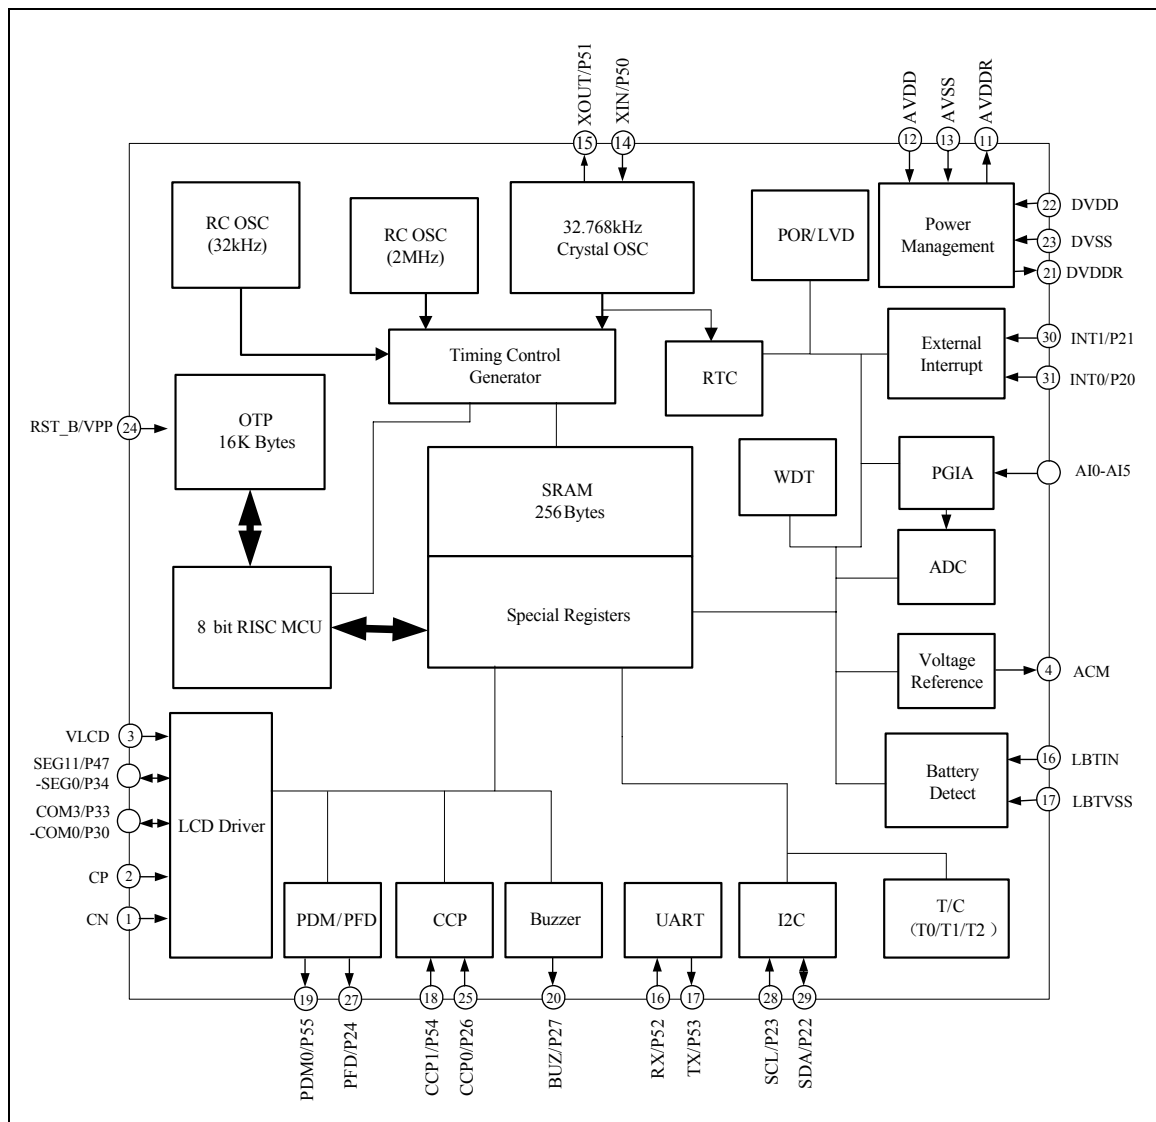 XOUT/P51
XIN/P50
AVDD
AVSS
AVDDR
15
14
12
13
11
RC OSC
(32kHz)
RC OSC
(2MHz)
32.768kHz
Crystal OSC
POR/LVD
Power
Management
22
DVDD
23
DVSS
21
DVDDR
Timing Control
Generator
RTC
External
Interrupt
30
INT1/P21
31
INT0/P20
RST_B/VPP
24
OTP
16K Bytes
SRAM
256Bytes
WDT
PGIA
AI0-AI5
ADC
8 bit RISC MCU
Special Registers
Voltage
Reference
4
ACM
VLCD
3
SEG11/P47
-SEG0/P34
COM3/P33
-COM0/P30
CP
2
CN
1
LCD Driver
Battery
Detect
16
LBTIN
17
LBTVSS
PDM/PFD
CCP
Buzzer
UART
I2C
T/C
(T0/T1/T2)
19
27
18
25
20
16
17
28
29
PDM0/P55
PFD/P24
CCP1/P54
CCP0/P26
BUZ/P27
RX/P52
TX/P53
SCL/P23
SDA/P22